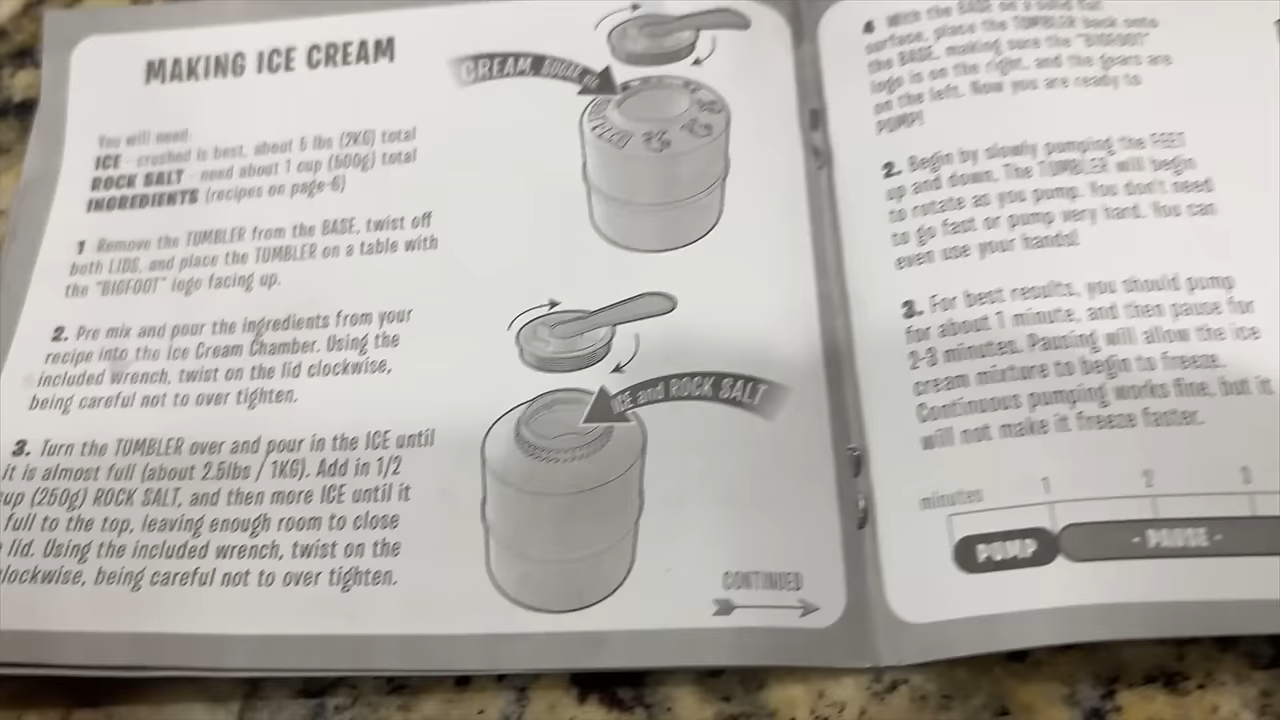 MAKING ICE CREAM
You will need
ICE - crushed is best, about 5 lbs (2KG) total
ROCK SALT - need about 1 cup (500g) total
INGREDIENTS (recipes on page-6)
1 Remove the TUMBLER from the BASE, twist off
both LIDS, and place the TUMBLER on a table with
the "BIGFOOT" logo facing up.
2. Pre mix and pour the ingredients from your
recipe into the Ice Cream Chamber. Using the
included wrench, twist on the lid clockwise,
being careful not to over tighten.
3. Turn the TUMBLER over and pour in the ICE until
it is almost full (about 2.5lbs / 1KG). Add in 1/2
up (250g) ROCK SALT, and then more ICE until it
full to the top, leaving enough room to close
lid. Using the included wrench, twist on the
lockwise, being careful not to over tighten.
CREAM, SUGAR, etc
ICE and ROCK SALT
CONTINUED
surface, place the TUMBLER back onto
the BASE, making sure the "BIGFOOT"
logo is on the right, and the gears are
on the left. Now you are ready to
PUMP!
2. Begin by slowly pumping the FEET
up and down. The TUMBLER will begin
to rotate as you pump. You don't need
to go fast or pump very hard. You can
even use your hands!
3. For best results, you should pump
for about 1 minute, and then pause for
2-3 minutes. Pausing will allow the ice
cream mixture to begin to freeze.
Continuous pumping works fine, but it
will not make it freeze faster.
minutes 1 2 3
PUMP - PAUSE -